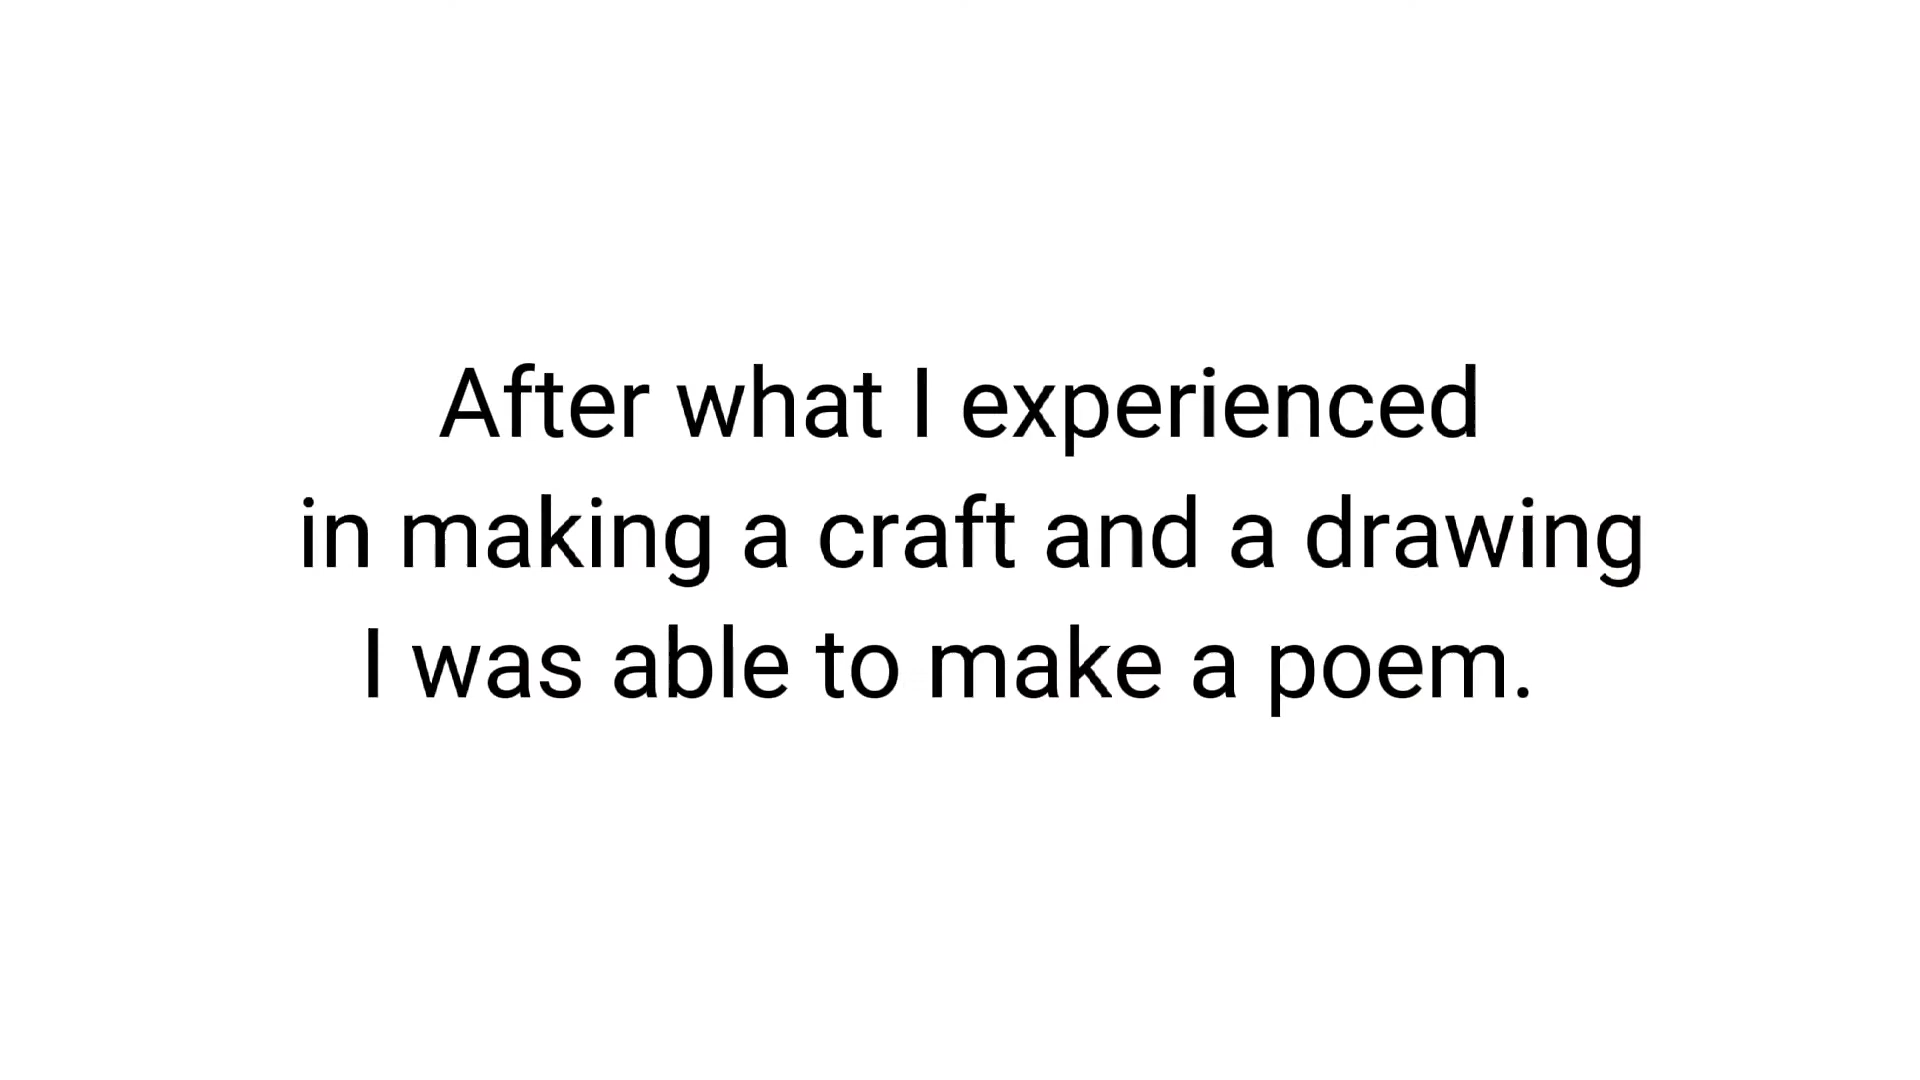 After what I experienced
in making a craft and a drawing
I was able to make a poem.